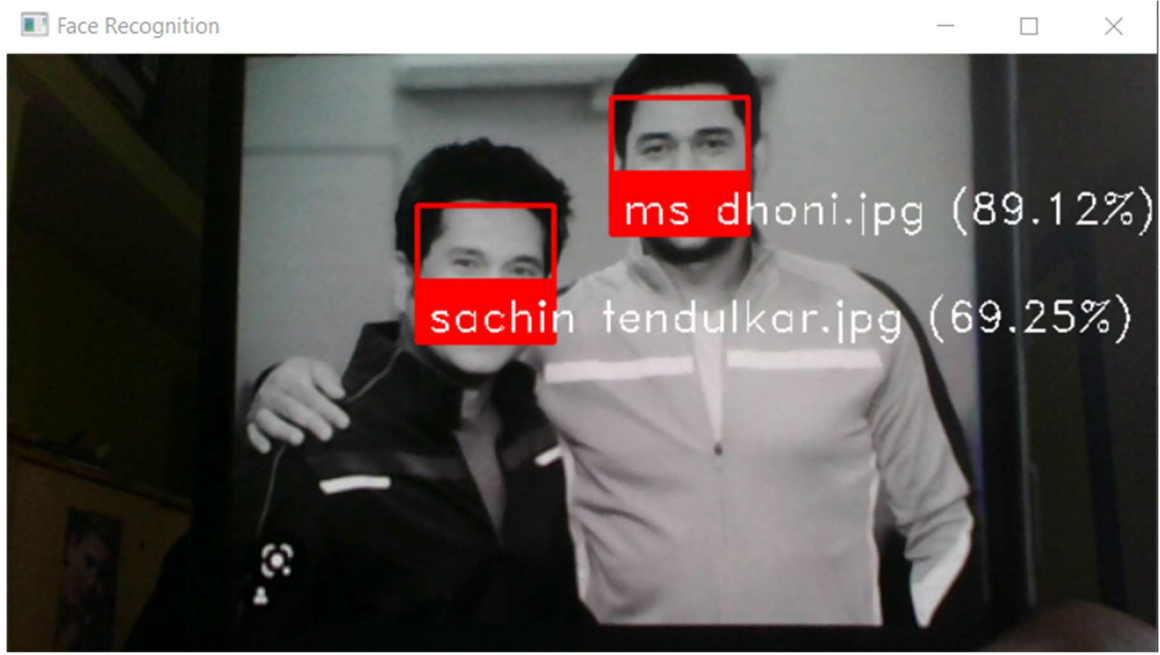 Face Recognition
ms dhoni.jpg (89.12%)
sachin tendulkar.jpg (69.25%)